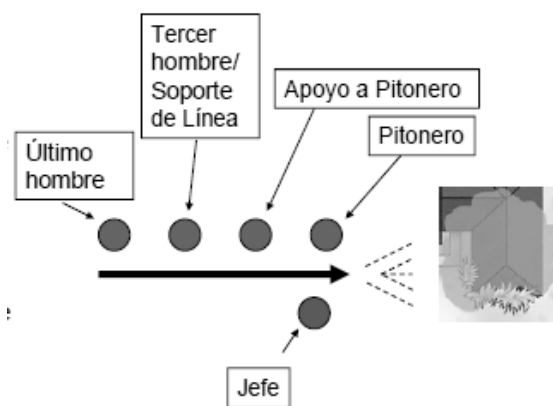 Tercer
hombre/
Soporte
de Línea
Apoyo a Pitonero
Pitonero
Último
hombre
e
Jefe